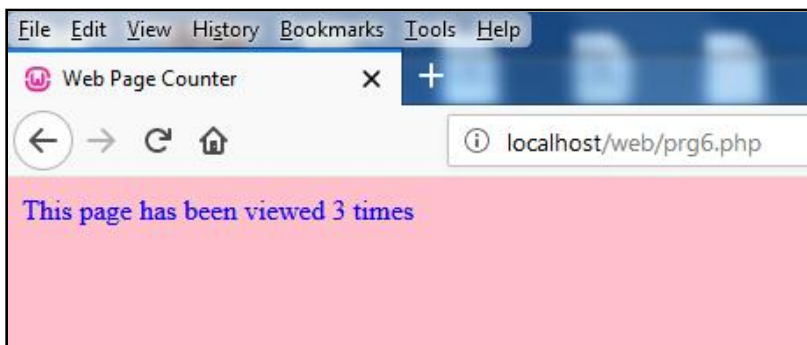 File Edit View History Bookmarks Tools Help
Web Page Counter
localhost/web/prg6.php
This page has been viewed 3 times